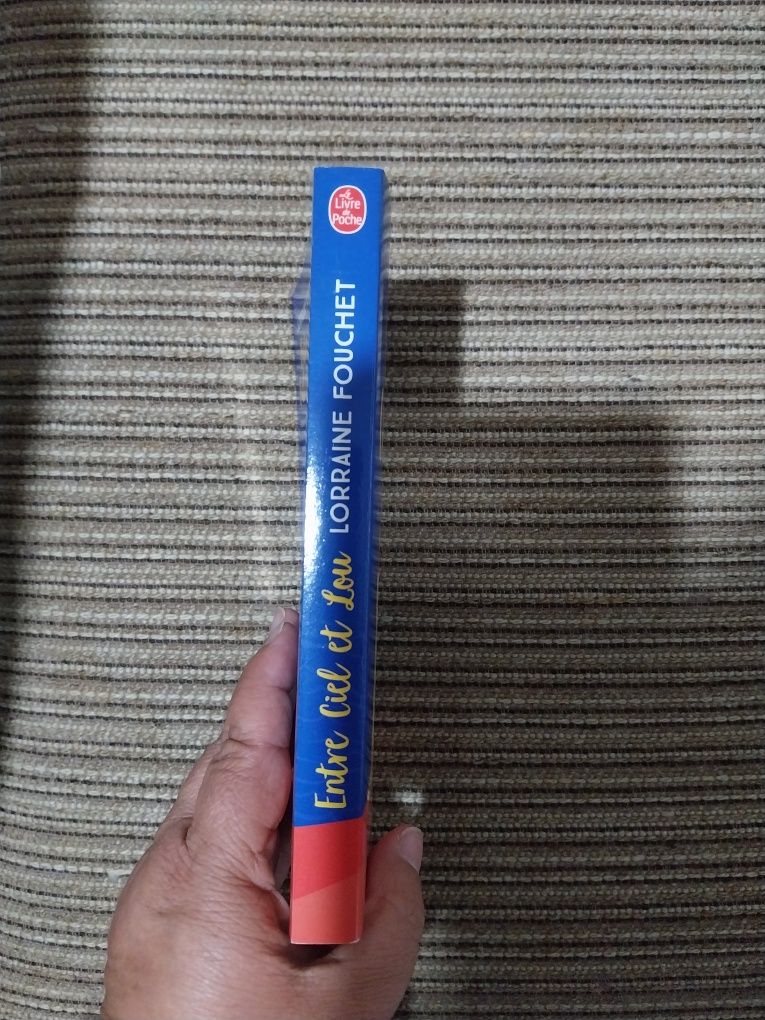 Le
Livre
de
Poche
Entre Ciel et Lou LORRAINE FOUCHET